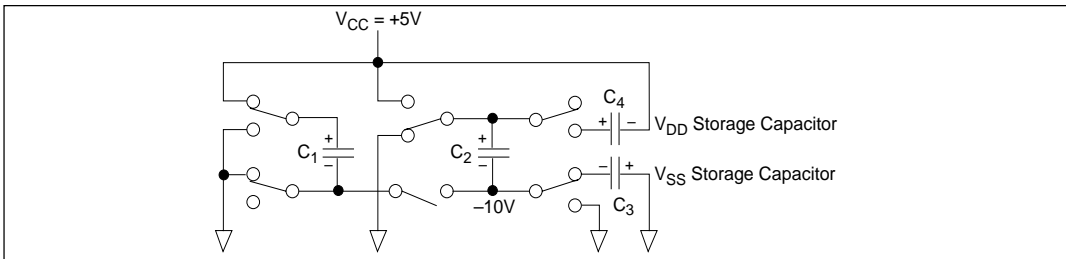 V_CC = +5V
C_4
+ – V_DD Storage Capacitor
+
C_1
–
+
C_2
–
– + V_SS Storage Capacitor
–10V
C_3